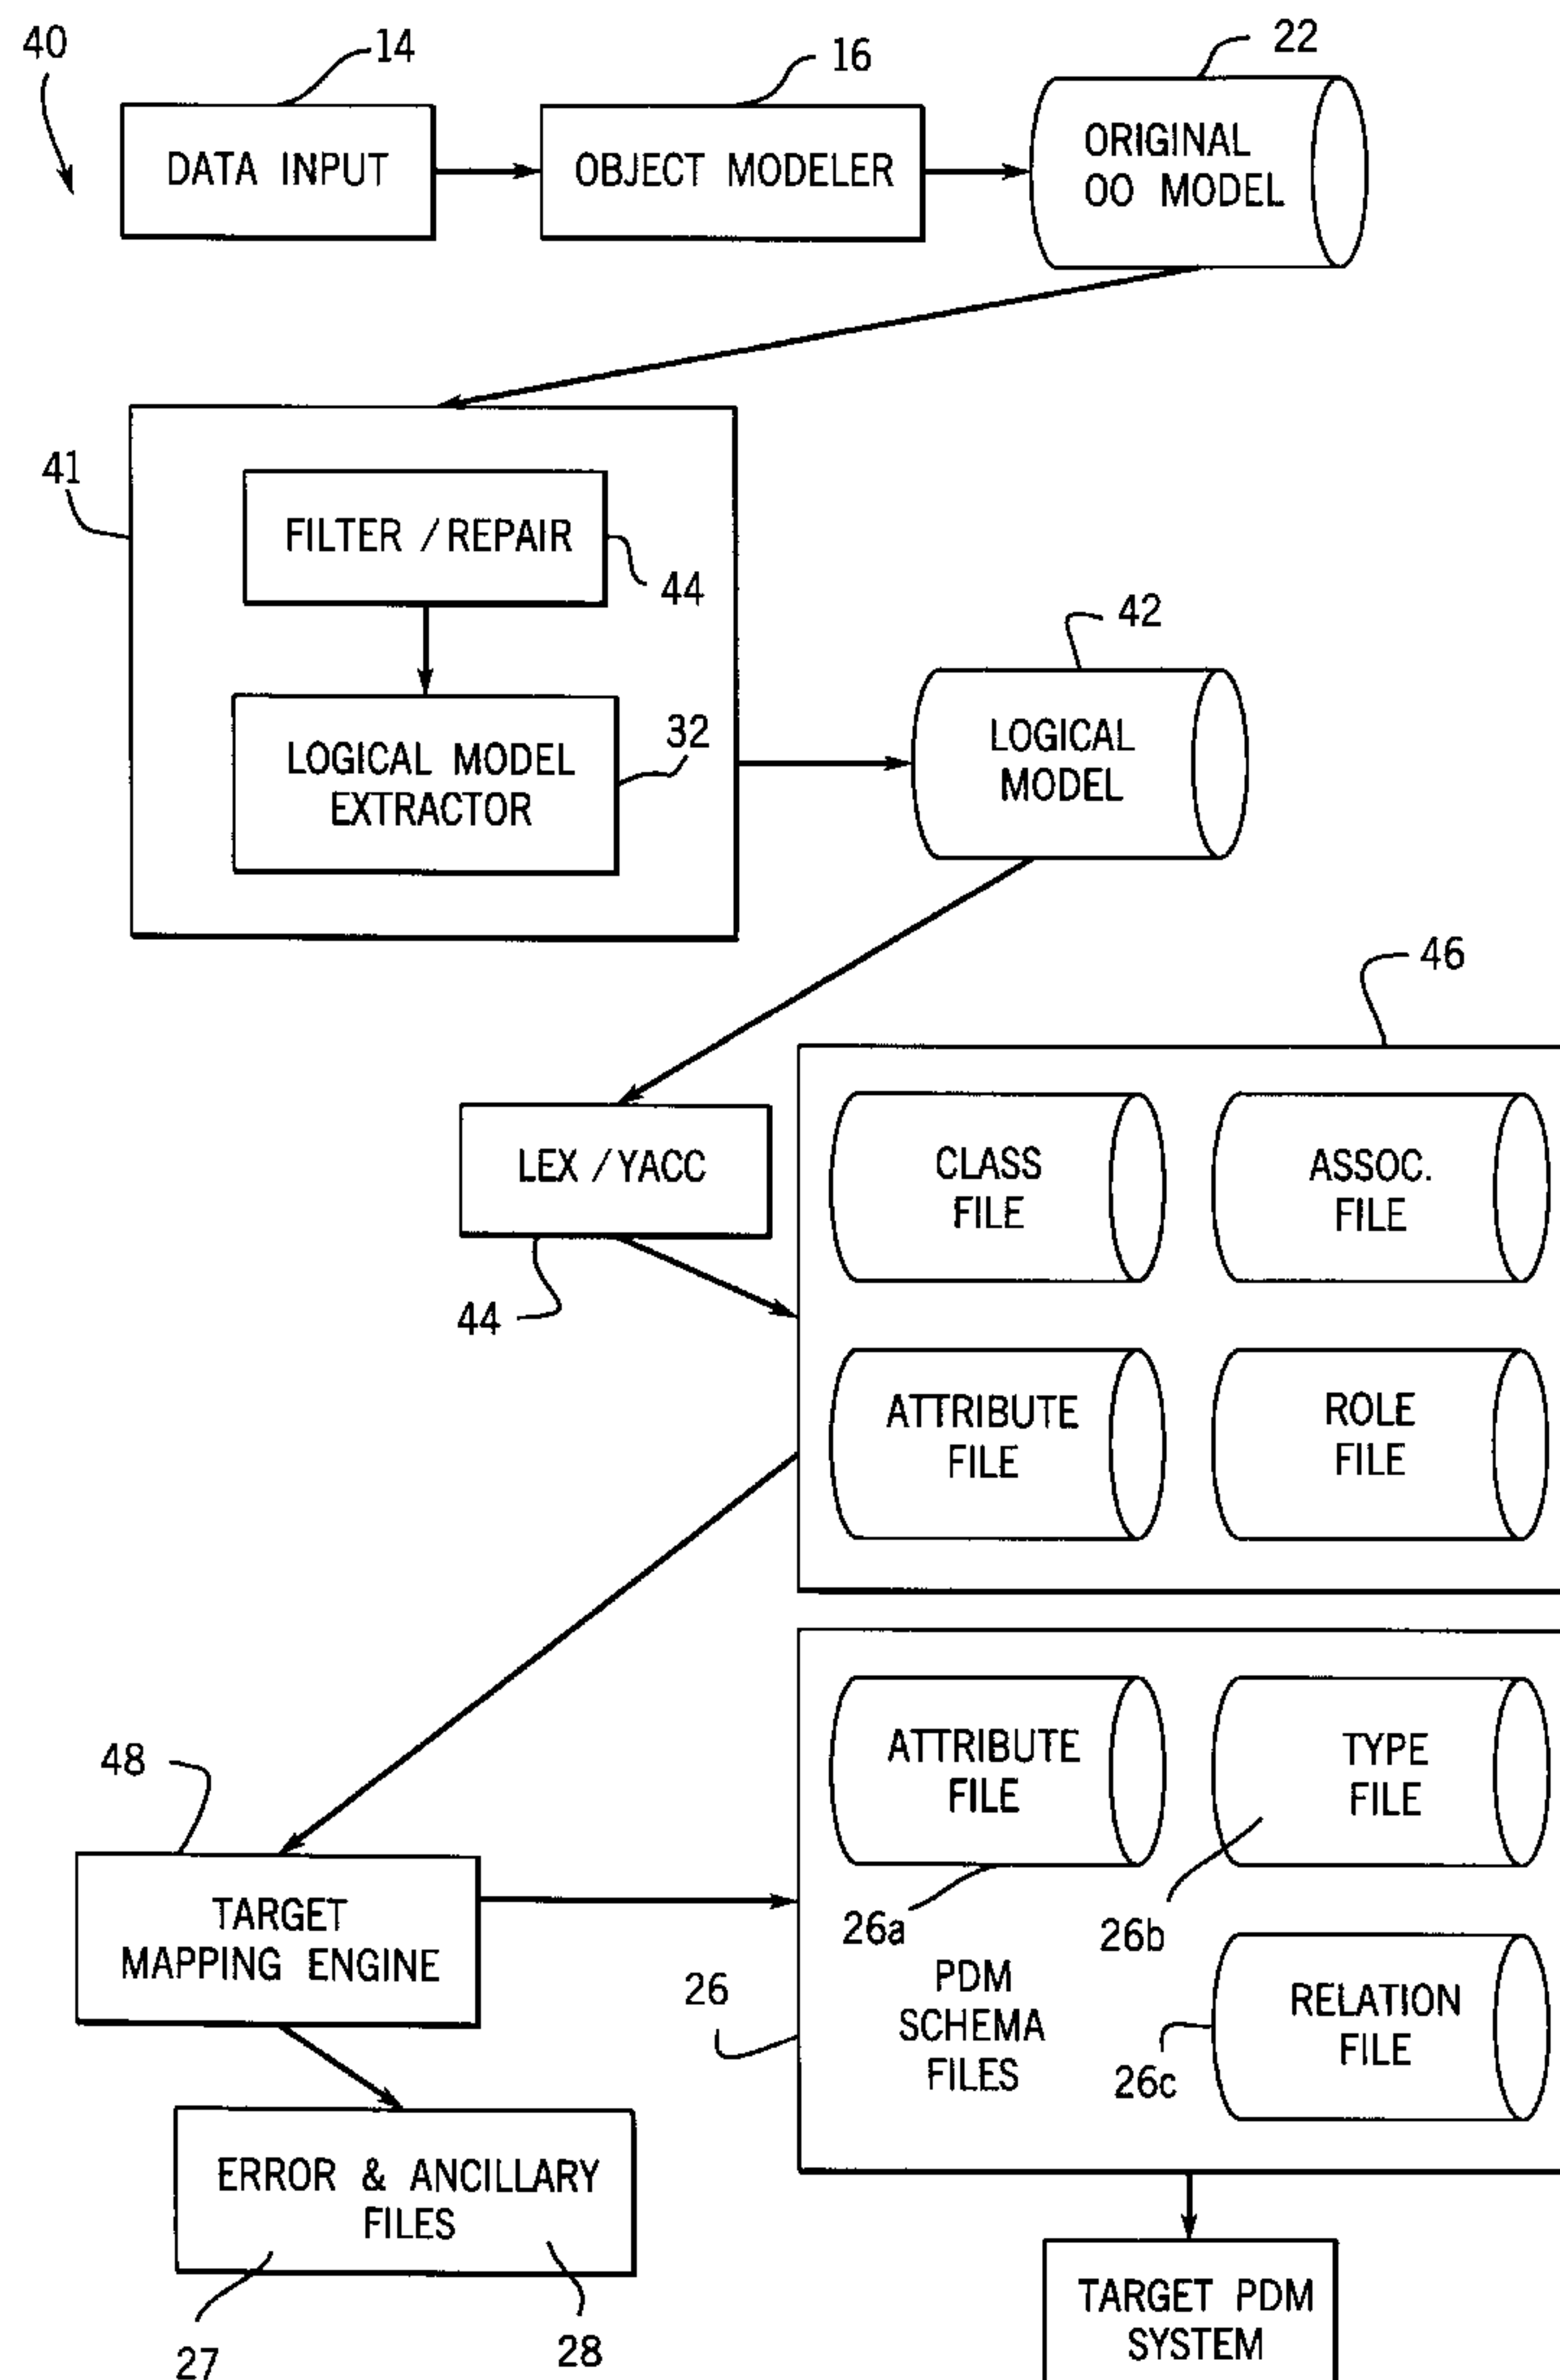 40
14
16
22
DATA INPUT
OBJECT MODELER
ORIGINAL
OO MODEL
41
FILTER / REPAIR
44
LOGICAL MODEL
EXTRACTOR
32
42
LOGICAL
MODEL
46
LEX / YACC
44
CLASS
FILE
ASSOC.
FILE
ATTRIBUTE
FILE
ROLE
FILE
48
TARGET
MAPPING ENGINE
ATTRIBUTE
FILE
26a
TYPE
FILE
26b
26
PDM
SCHEMA
FILES
RELATION
FILE
26c
ERROR & ANCILLARY
FILES
27
28
TARGET PDM
SYSTEM